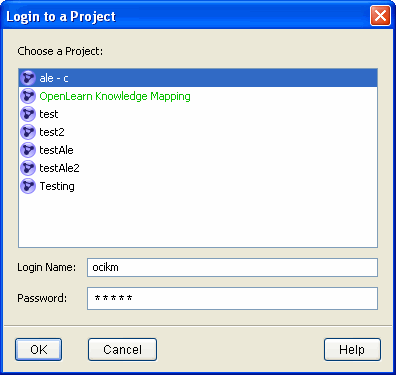 Login to a Project
Choose a Project:
ale - c
OpenLearn Knowledge Mapping
test
test2
testAle
testAle2
Testing
Login Name: ocikm
Password: *****
OK Cancel Help